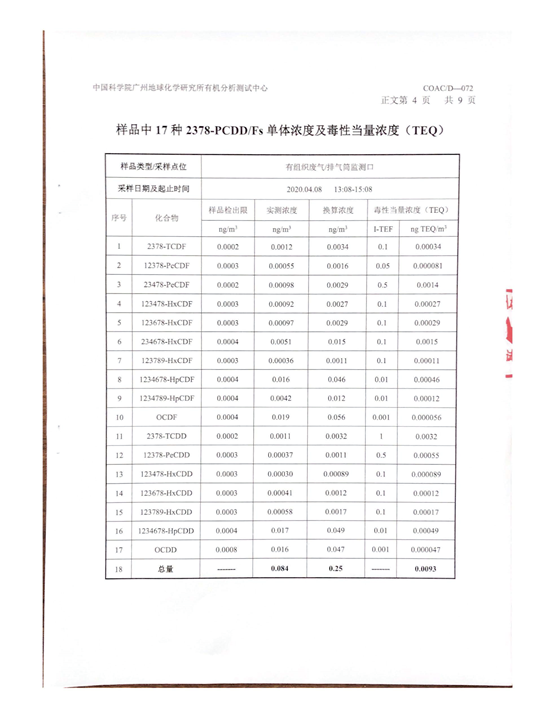 中国科学院广州地球化学研究所有机分析测试中心 COAC/D—072
正文第 4 页 共 9 页
样品中 17 种 2378-PCDD/Fs 单体浓度及毒性当量浓度（TEQ）
样品类型/采样点位 有组织废气/排气筒监测口
采样日期及起止时间 2020.04.08 13:08-15:08
序号 化合物 样品检出限 实测浓度 换算浓度 毒性当量浓度（TEQ）
ng/m³ ng/m³ ng/m³ I-TEF ng TEQ/m³
1 2378-TCDF 0.0002 0.0012 0.0034 0.1 0.00034
2 12378-PeCDF 0.0003 0.00055 0.0016 0.05 0.000081
3 23478-PeCDF 0.0002 0.00098 0.0029 0.5 0.0014
4 123478-HxCDF 0.0003 0.00092 0.0027 0.1 0.00027
5 123678-HxCDF 0.0003 0.00097 0.0029 0.1 0.00029
6 234678-HxCDF 0.0004 0.0051 0.015 0.1 0.0015
7 123789-HxCDF 0.0003 0.00036 0.0011 0.1 0.00011
8 1234678-HpCDF 0.0004 0.016 0.046 0.01 0.00046
9 1234789-HpCDF 0.0004 0.0042 0.012 0.01 0.00012
10 OCDF 0.0004 0.019 0.056 0.001 0.000056
11 2378-TCDD 0.0002 0.0011 0.0032 1 0.0032
12 12378-PeCDD 0.0003 0.00037 0.0011 0.5 0.00055
13 123478-HxCDD 0.0003 0.00030 0.00089 0.1 0.000089
14 123678-HxCDD 0.0003 0.00041 0.0012 0.1 0.00012
15 123789-HxCDD 0.0003 0.00058 0.0017 0.1 0.00017
16 1234678-HpCDD 0.0004 0.017 0.049 0.01 0.00049
17 OCDD 0.0008 0.016 0.047 0.001 0.000047
18 总量 ------- 0.084 0.25 ------- 0.0093